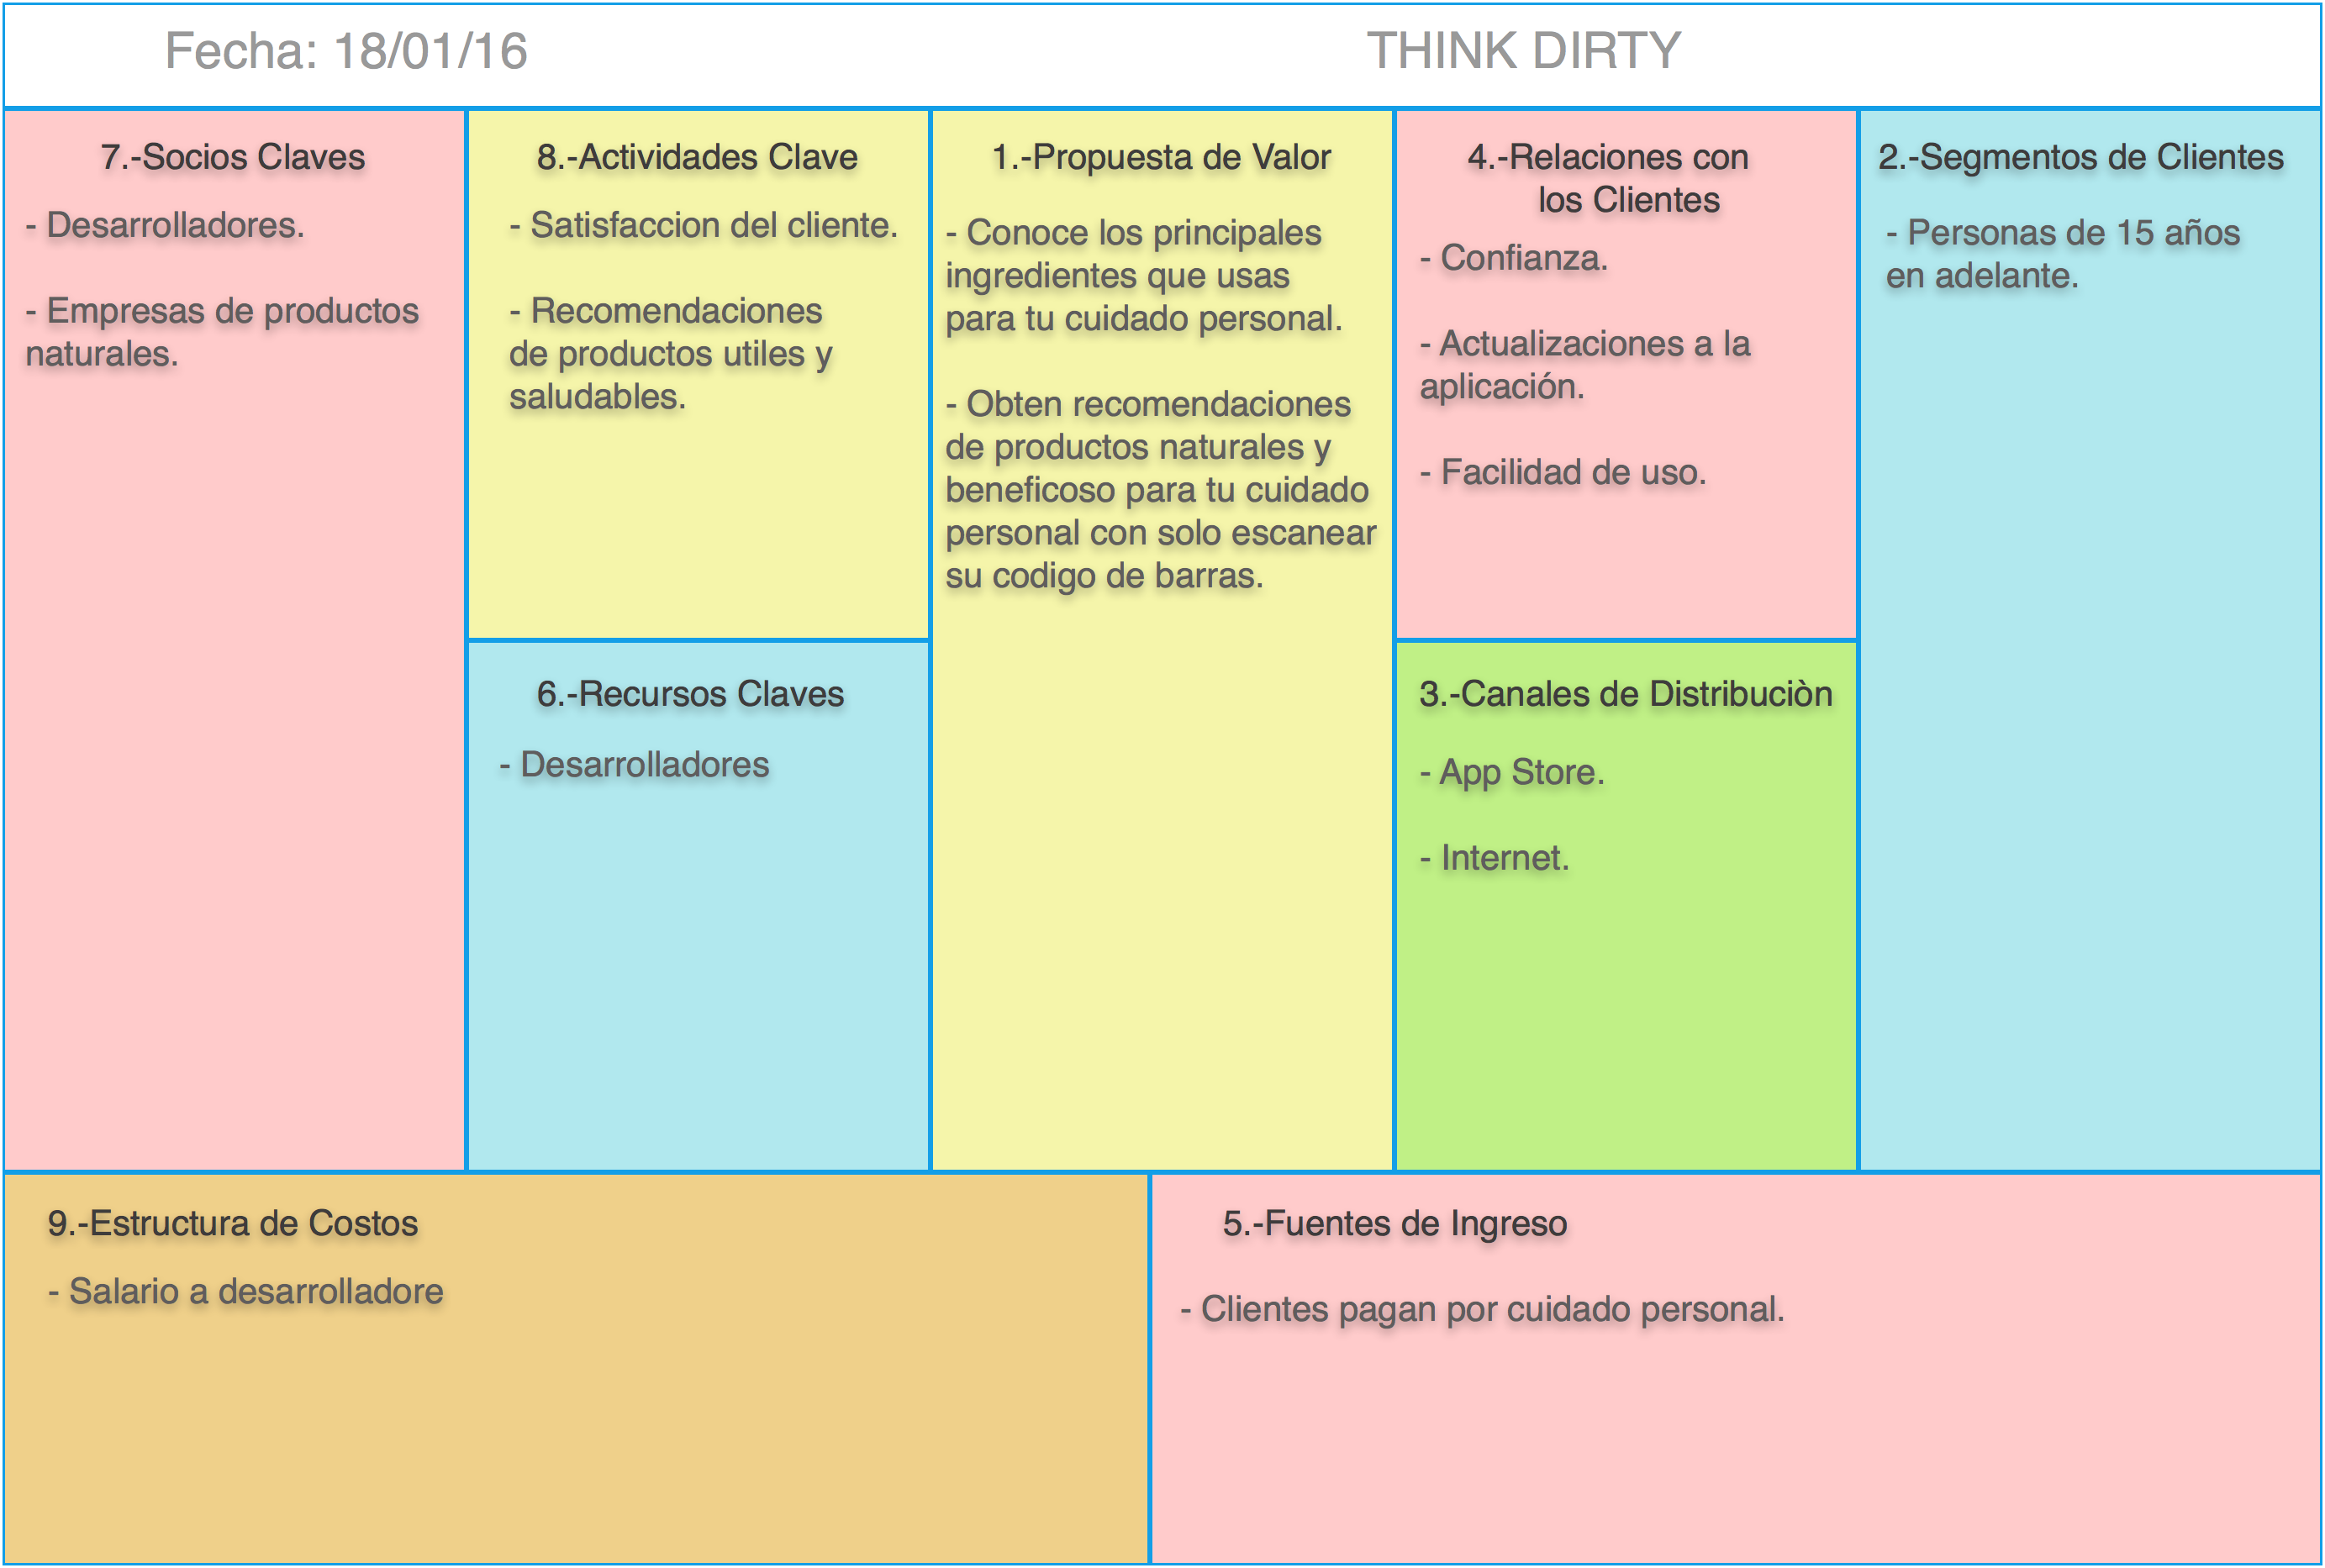 Fecha: 18/01/16
THINK DIRTY
7.-Socios Claves
- Desarrolladores.
- Empresas de productos
naturales.
8.-Actividades Clave
- Satisfaccion del cliente.
- Recomendaciones
de productos utiles y
saludables.
6.-Recursos Claves
- Desarrolladores
1.-Propuesta de Valor
- Conoce los principales
ingredientes que usas
para tu cuidado personal.
- Obten recomendaciones
de productos naturales y
beneficoso para tu cuidado
personal con solo escanear
su codigo de barras.
4.-Relaciones con
los Clientes
- Confianza.
- Actualizaciones a la
aplicación.
- Facilidad de uso.
3.-Canales de Distribuciòn
- App Store.
- Internet.
2.-Segmentos de Clientes
- Personas de 15 años
en adelante.
9.-Estructura de Costos
- Salario a desarrolladore
5.-Fuentes de Ingreso
- Clientes pagan por cuidado personal.